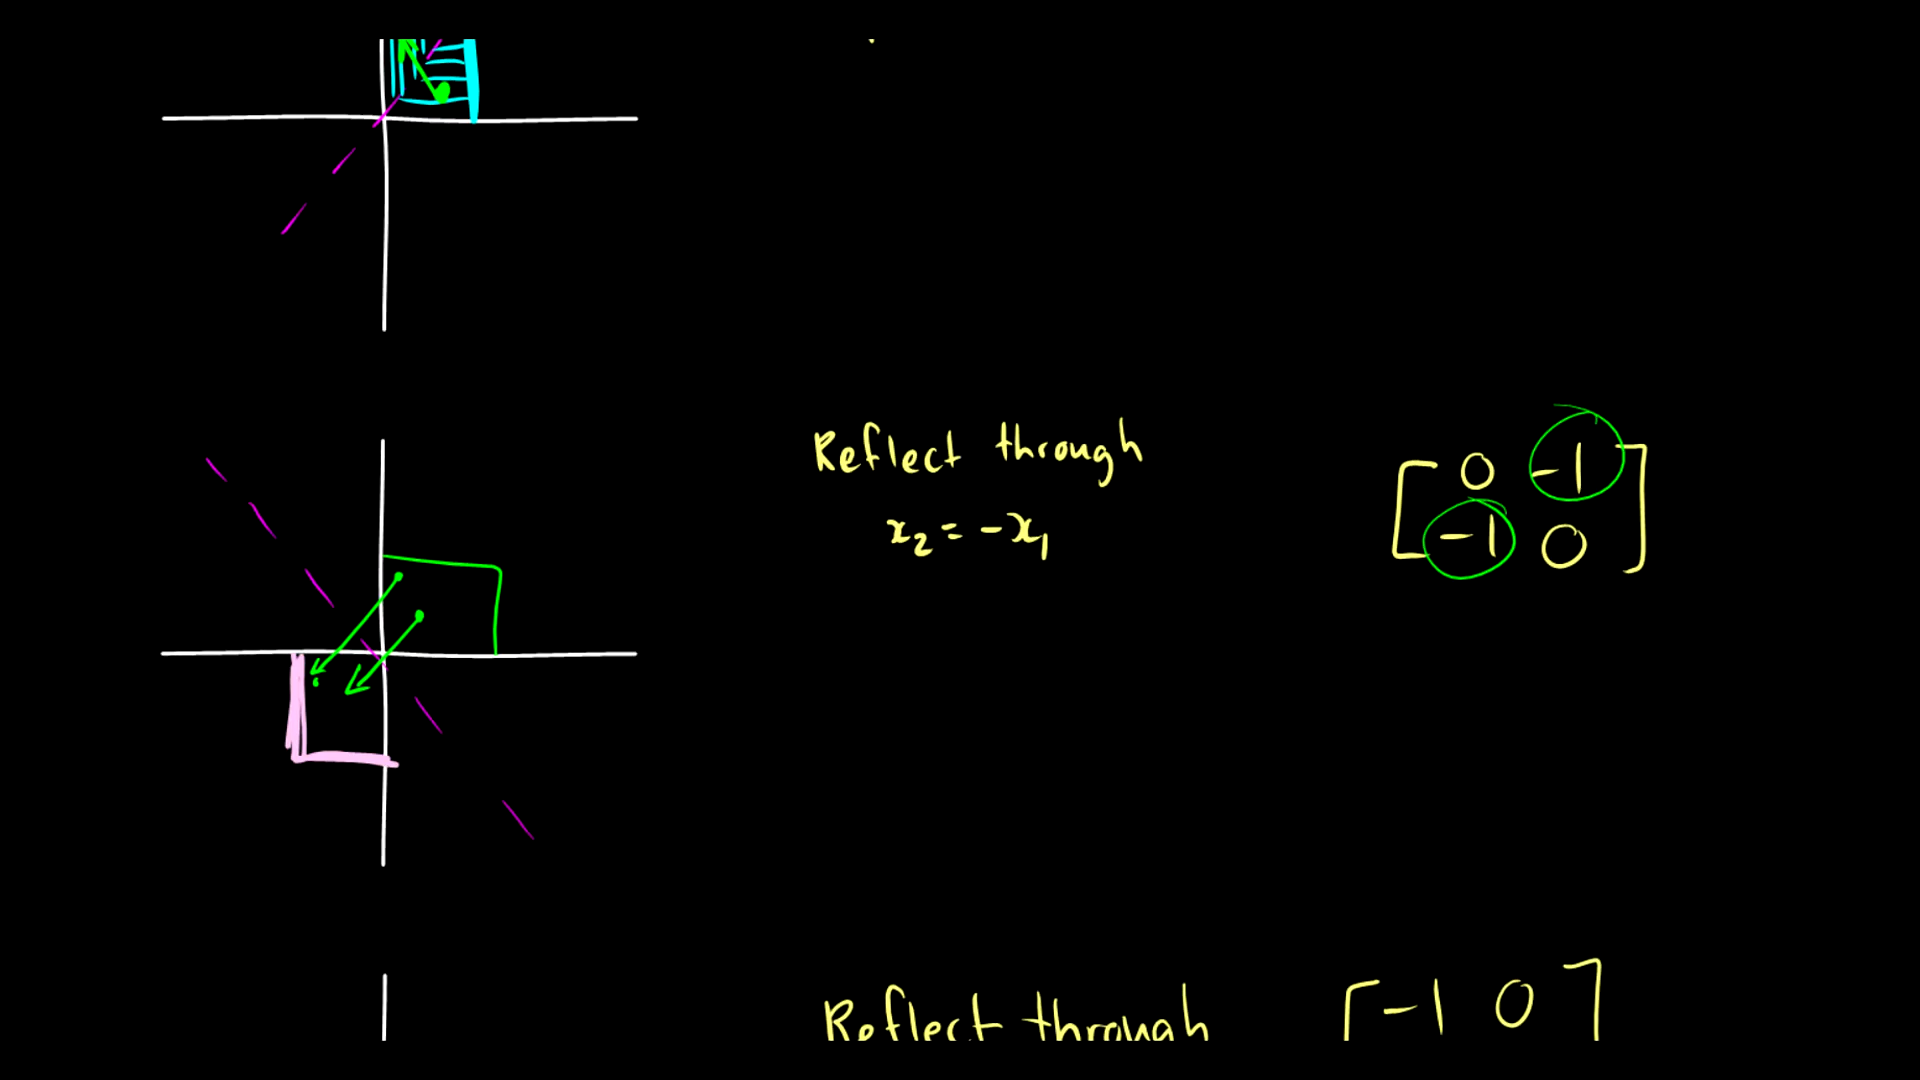 Reflect through
x₂ = -x₁
[0 -1
-1 0]
Reflect through
[-1 0]